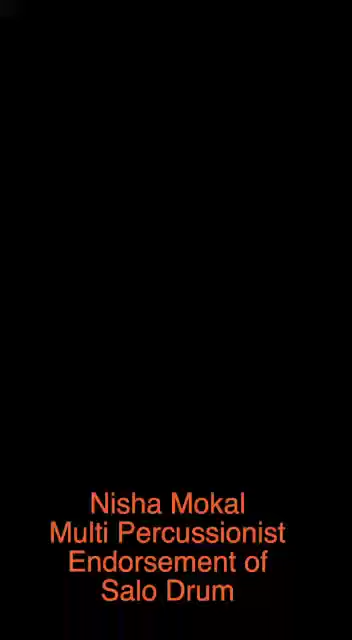 Nisha Mokal
Multi Percussionist
Endorsement of
Salo Drum